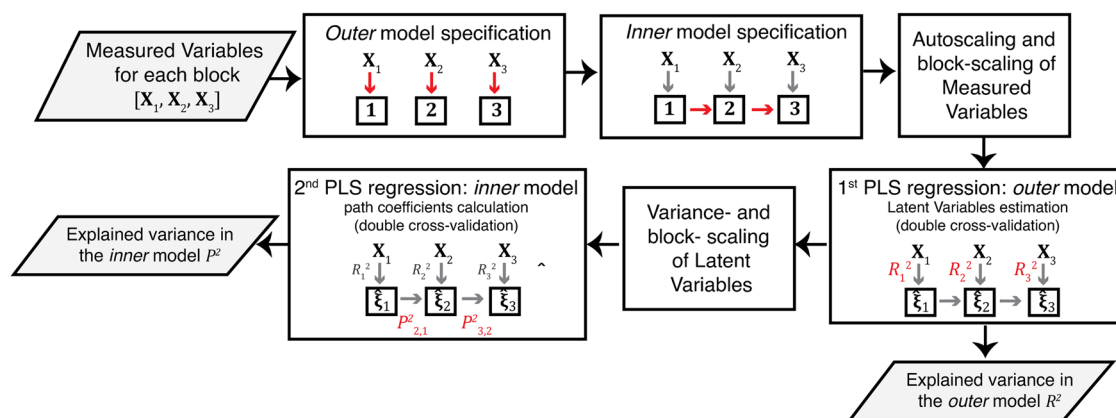 Measured Variables
for each block
[X₁, X₂, X₃]
Outer model specification
X₁ X₂ X₃
1 2 3
Inner model specification
X₁ X₂ X₃
1 2 3
Autoscaling and
block-scaling of
Measured
Variables
1st PLS regression: outer model
Latent Variables estimation
(double cross-validation)
X₁ X₂ X₃
R₁² R₂² R₃²
ξ̂₁ ξ̂₂ ξ̂₃
Explained variance in
the outer model R²
Variance- and
block- scaling
of Latent
Variables
2nd PLS regression: inner model
path coefficients calculation
(double cross-validation)
X₁ X₂ X₃
R₁² R₂² R₃² ˆ
ξ̂₁ ξ̂₂ ξ̂₃
P²₂,₁ P²₃,₂
Explained variance in
the inner model P²